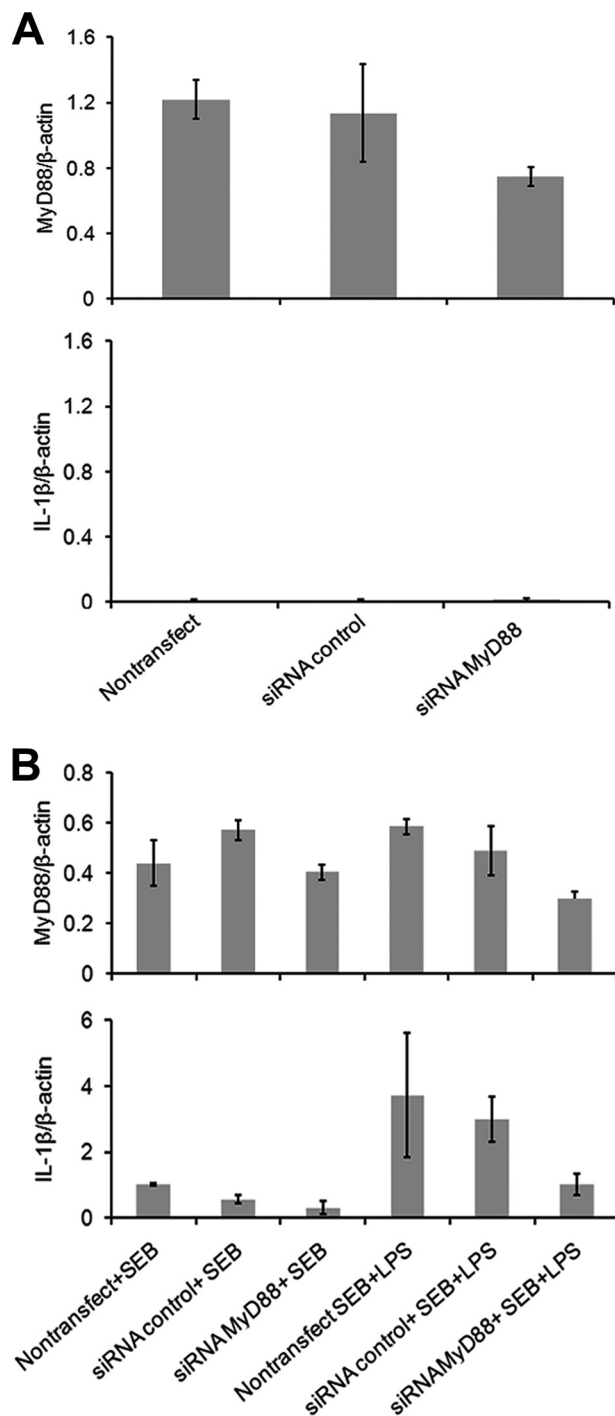 A
MyD88/β-actin
1.6
1.2
0.8
0.4
0
IL-1β/β-actin
1.6
1.2
0.8
0.4
0
Nontransfect
siRNA control
siRNA MyD88
B
MyD88/β-actin
0.8
0.6
0.4
0.2
0
IL-1β/β-actin
6
4
2
0
Nontransfect+SEB
siRNA control+ SEB
siRNA MyD88+ SEB
Nontransfect SEB+LPS
siRNA control+ SEB+LPS
siRNAMyD88+ SEB+LPS